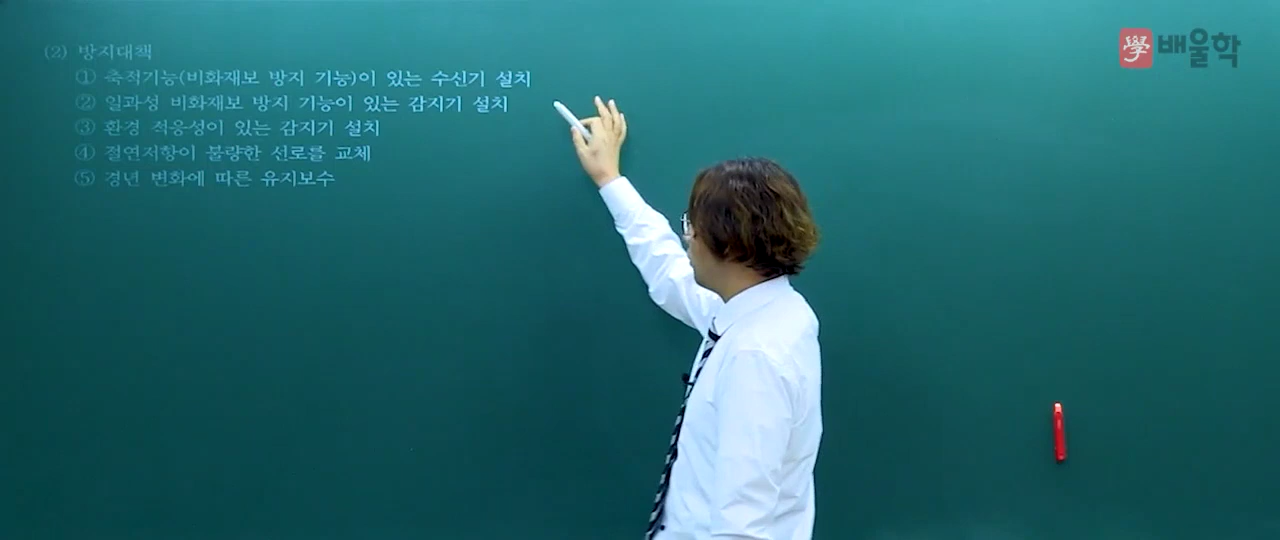 (2) 방지대책
① 축적기능(비화재보 방지 기능)이 있는 수신기 설치
② 일과성 비화재보 방지 기능이 있는 감지기 설치
③ 환경 적응성이 있는 감지기 설치
④ 절연저항이 불량한 선로를 교체
⑤ 경년 변화에 따른 유지보수
學 배울학